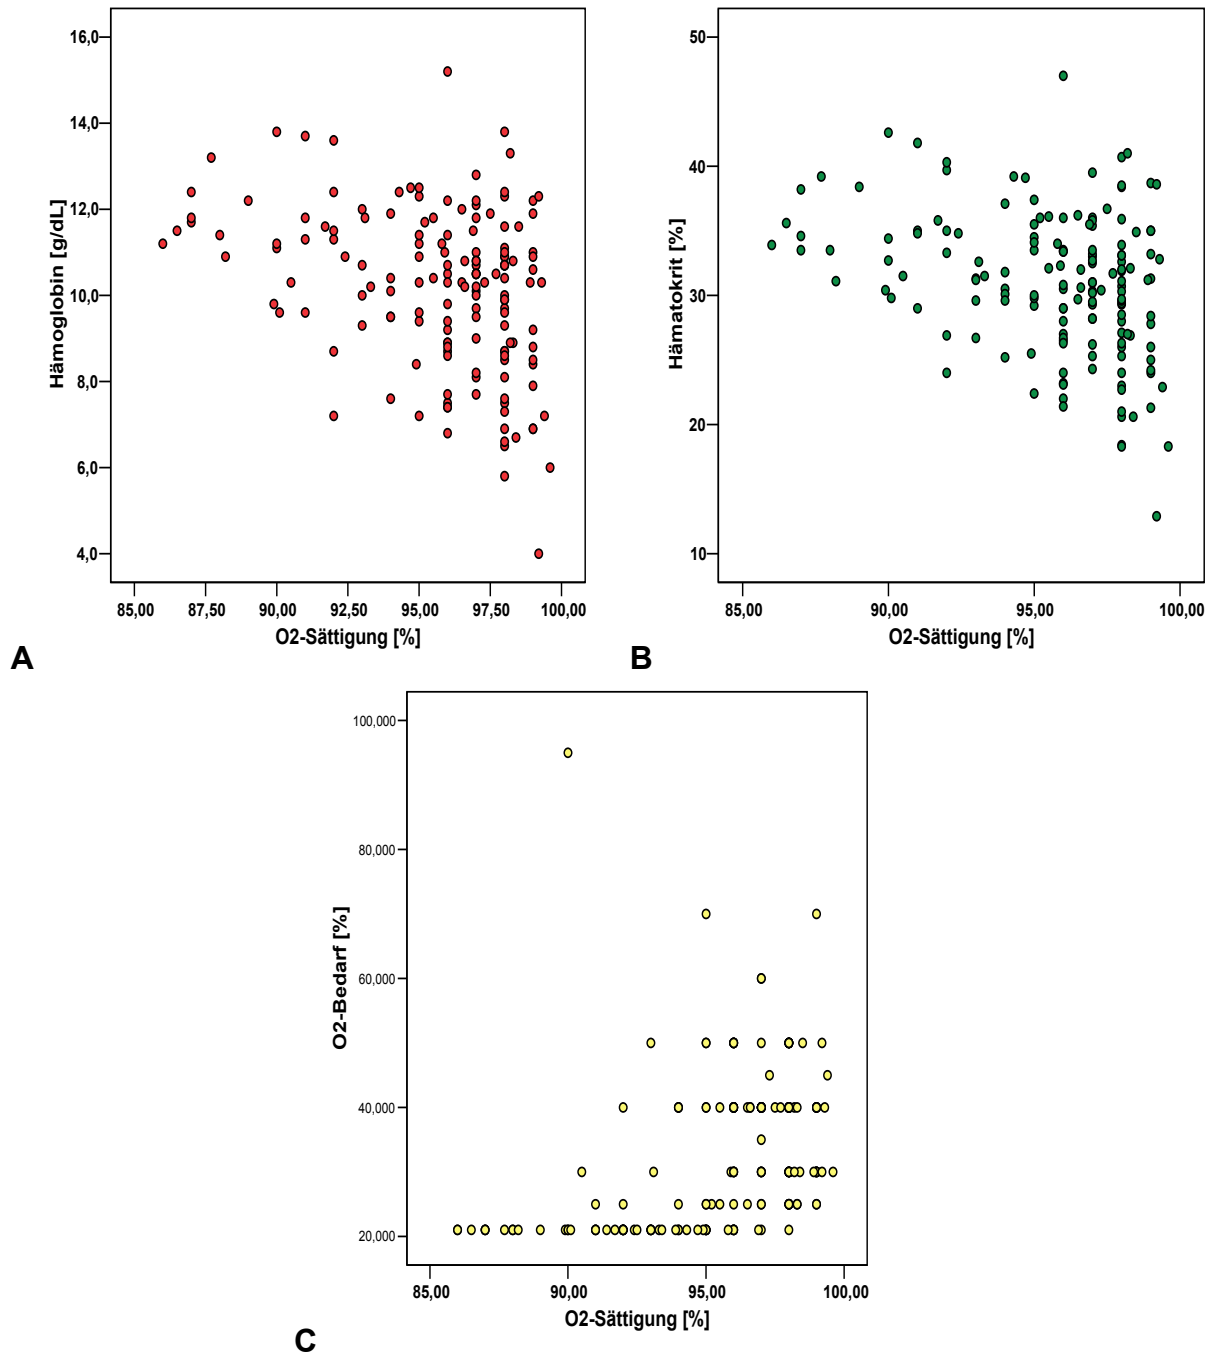 16,0
14,0
12,0
10,0
8,0
6,0
4,0
Hämoglobin [g/dL]
85,00 87,50 90,00 92,50 95,00 97,50 100,00
O2-Sättigung [%]
A
50
40
30
20
10
Hämatokrit [%]
85,00 90,00 95,00 100,00
O2-Sättigung [%]
B
100,000
80,000
60,000
40,000
20,000
O2-Bedarf [%]
85,00 90,00 95,00 100,00
O2-Sättigung [%]
C